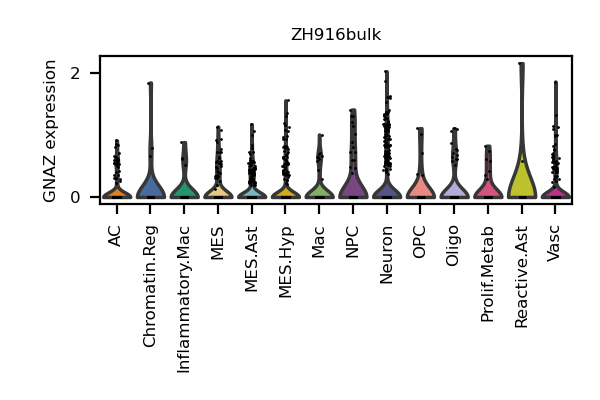 ZH916bulk
GNAZ expression
2
0
AC
Chromatin.Reg
Inflammatory.Mac
MES
MES.Ast
MES.Hyp
Mac
NPC
Neuron
OPC
Oligo
Prolif.Metab
Reactive.Ast
Vasc